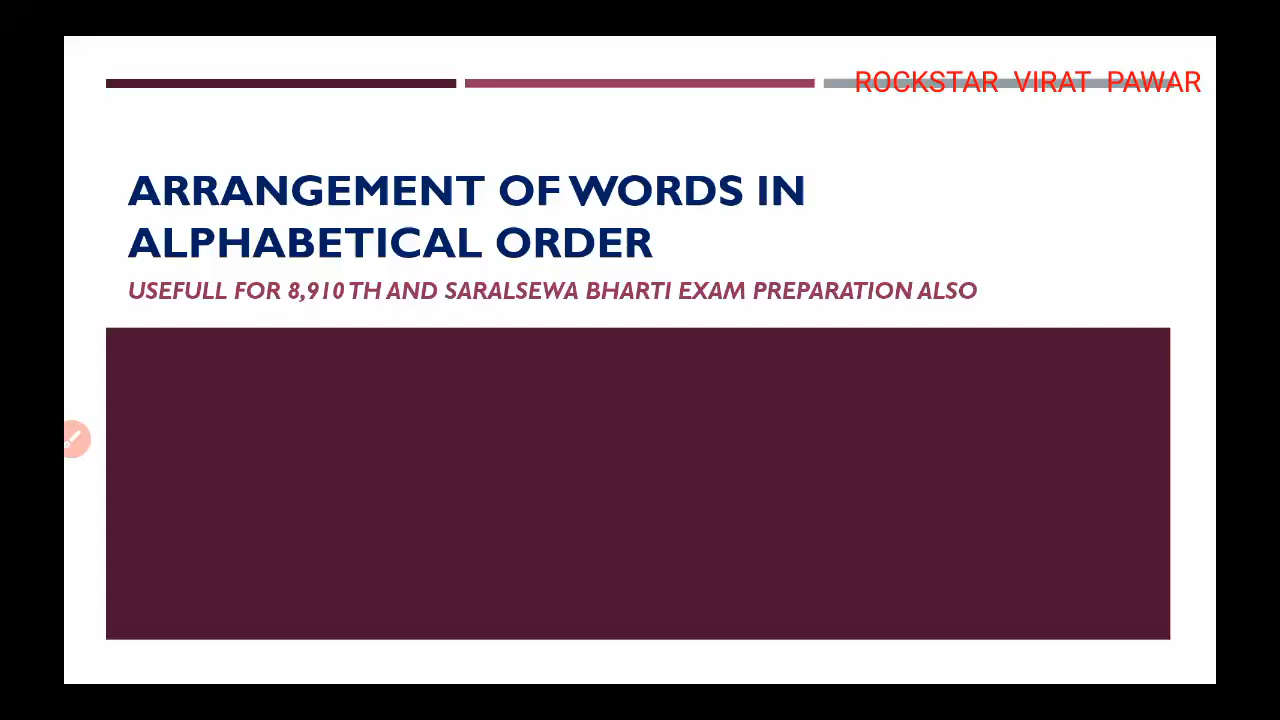 ROCKSTAR VIRAT PAWAR
ARRANGEMENT OF WORDS IN
ALPHABETICAL ORDER
USEFULL FOR 8,910 TH AND SARALSEWA BHARTI EXAM PREPARATION ALSO